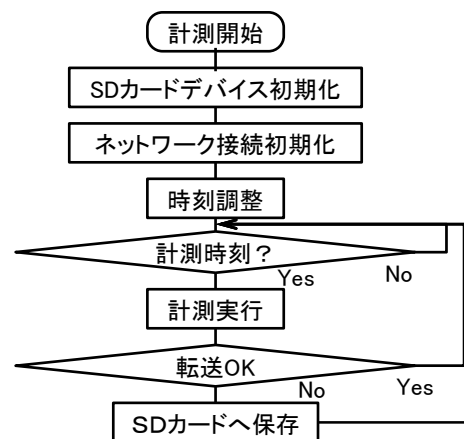 計測開始
SDカードデバイス初期化
ネットワーク接続初期化
時刻調整
計測時刻？
Yes
No
計測実行
転送OK
No
Yes
ＳＤカードへ保存